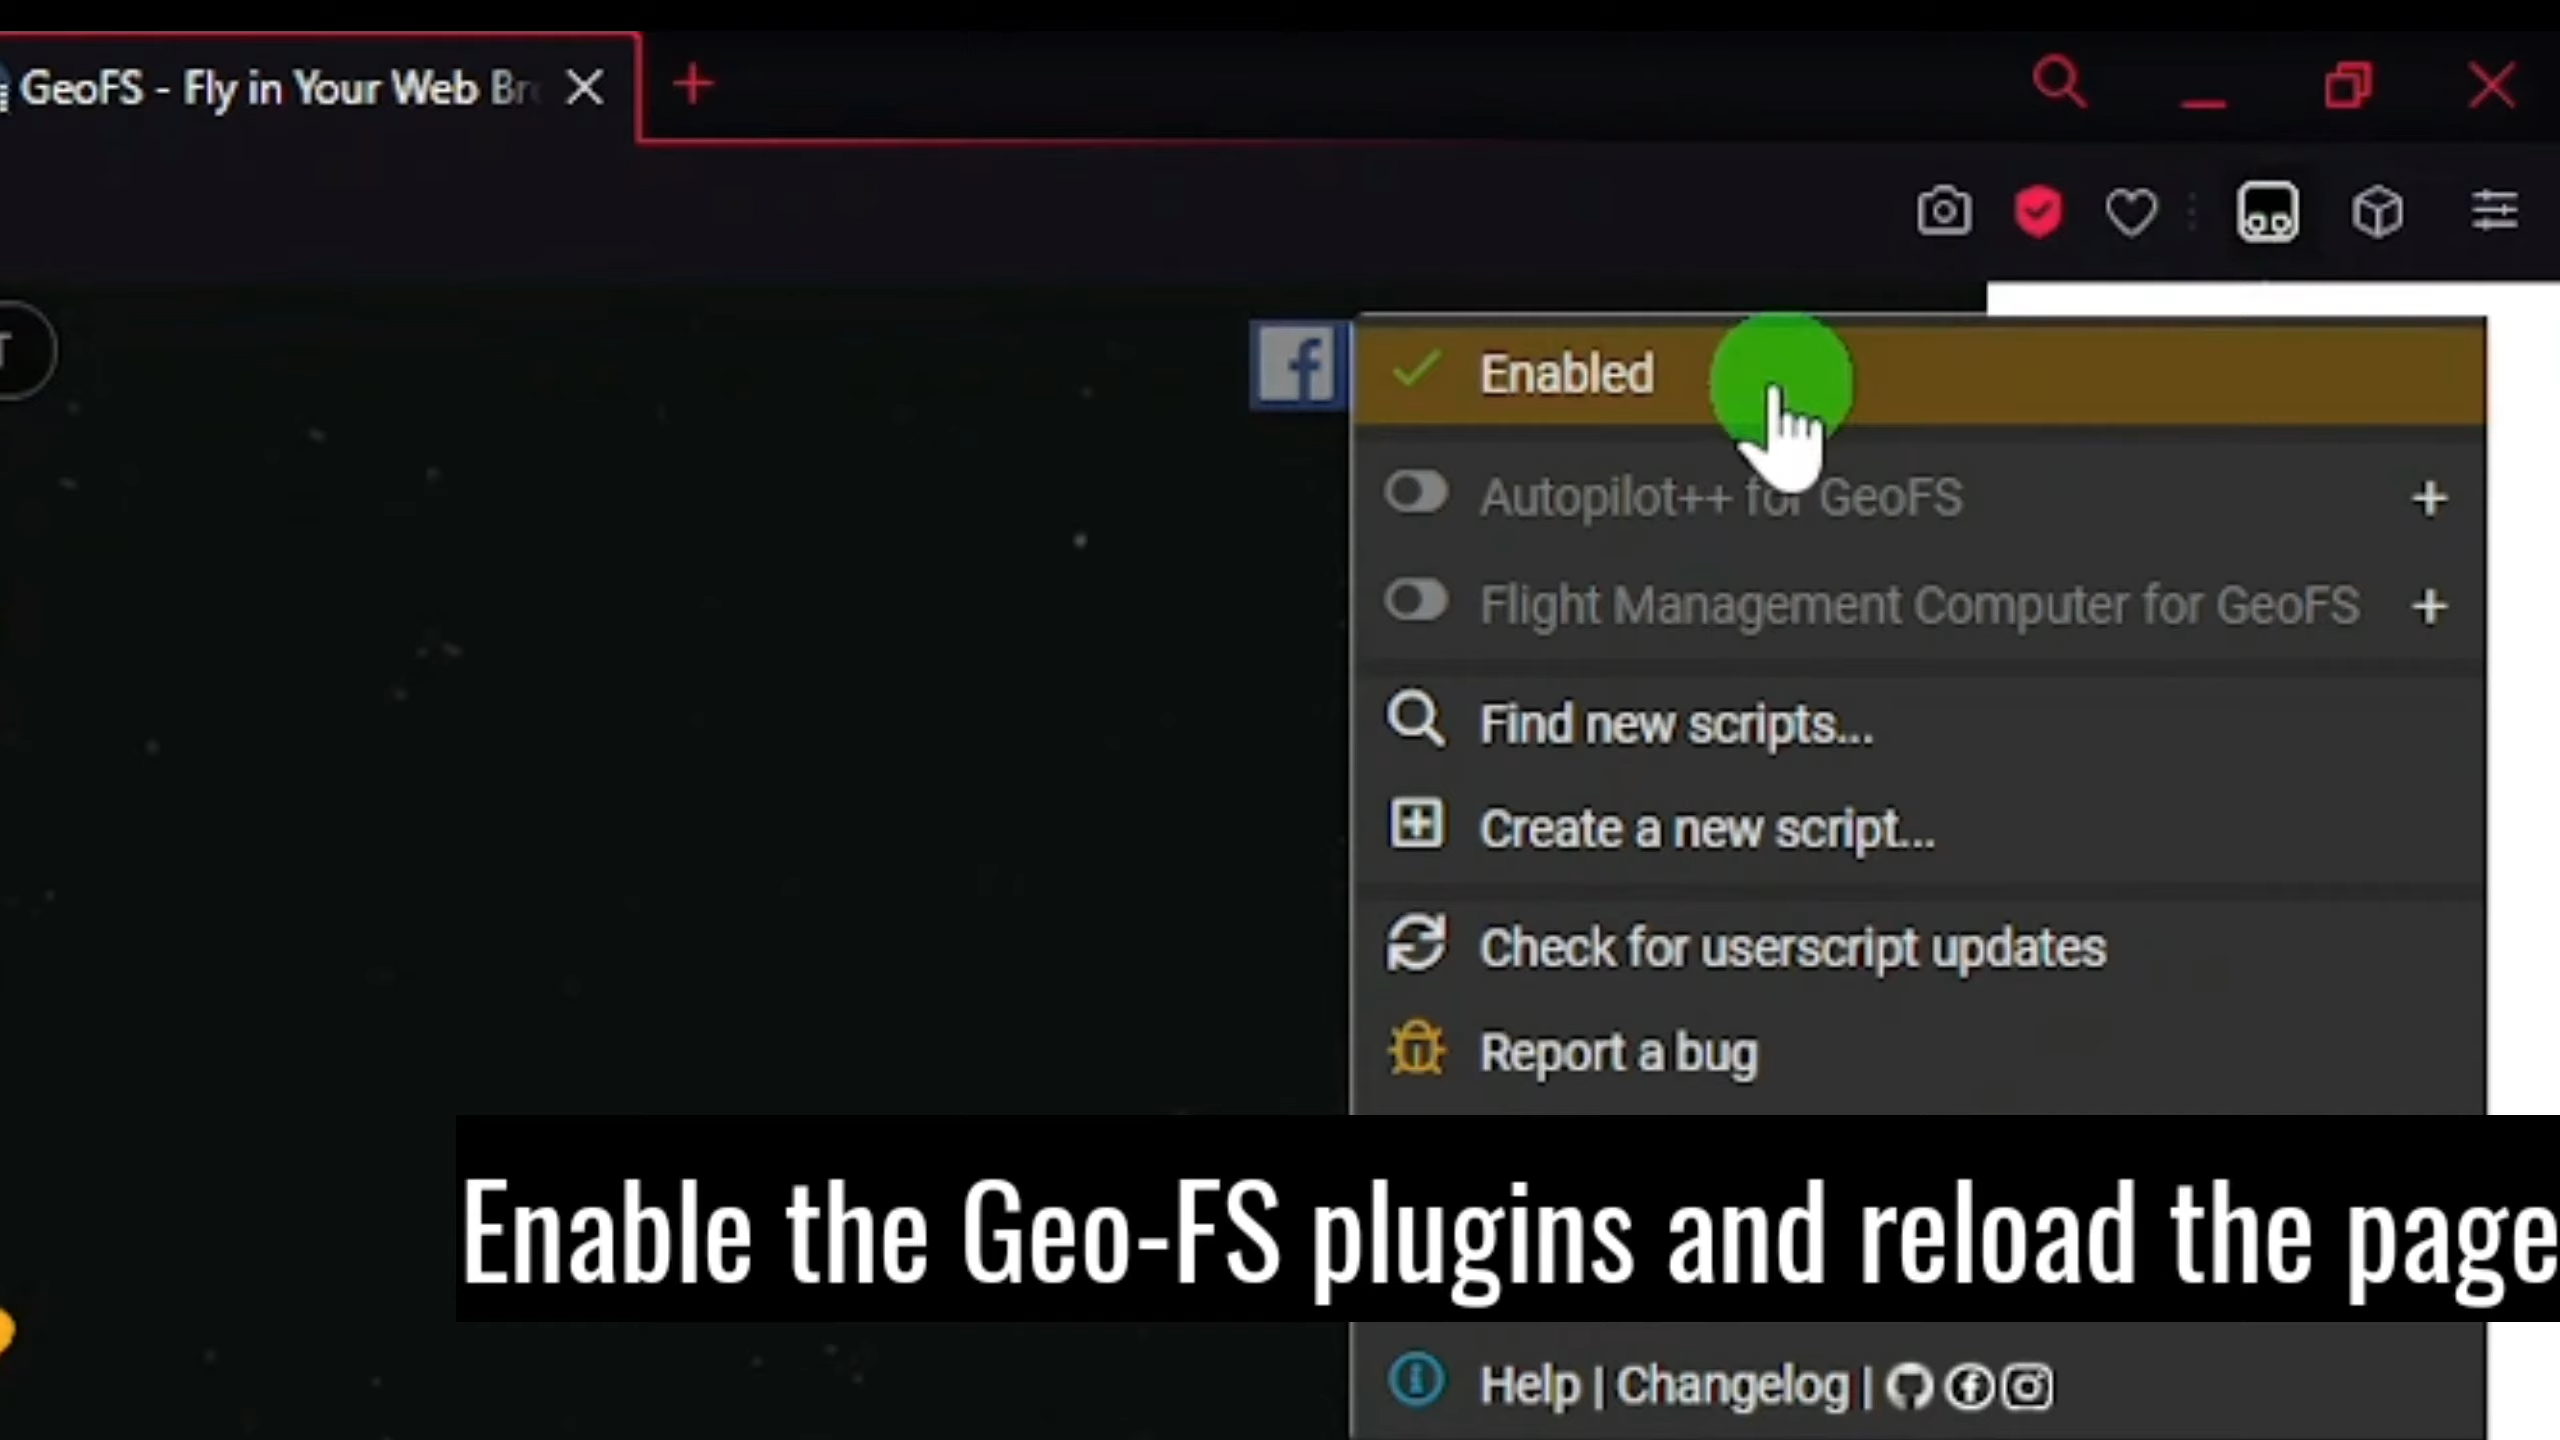 GeoFS - Fly in Your Web Br
T
Enabled
Autopilot++ for GeoFS
Flight Management Computer for GeoFS
Find new scripts...
Create a new script...
Check for userscript updates
Report a bug
Enable the Geo-FS plugins and reload the page
Help | Changelog |